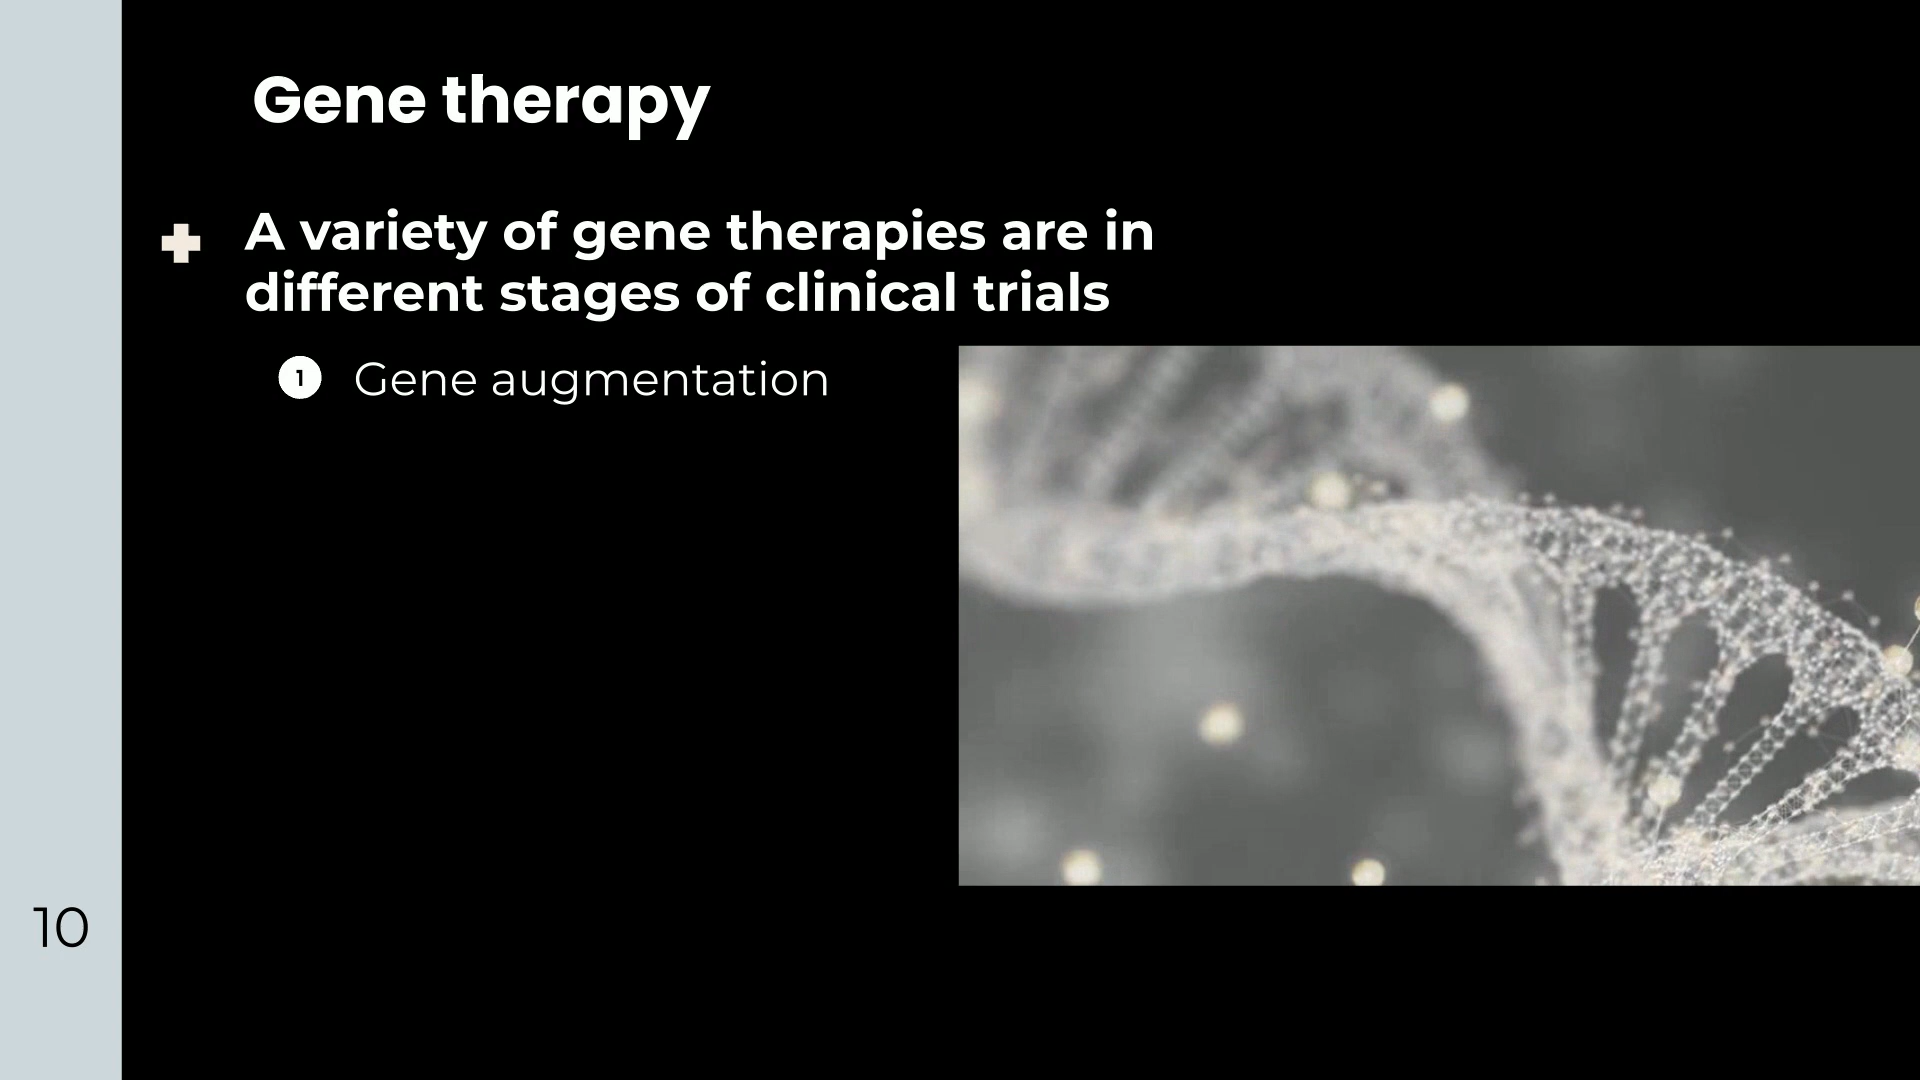 Gene therapy
A variety of gene therapies are in
different stages of clinical trials
1 Gene augmentation
10